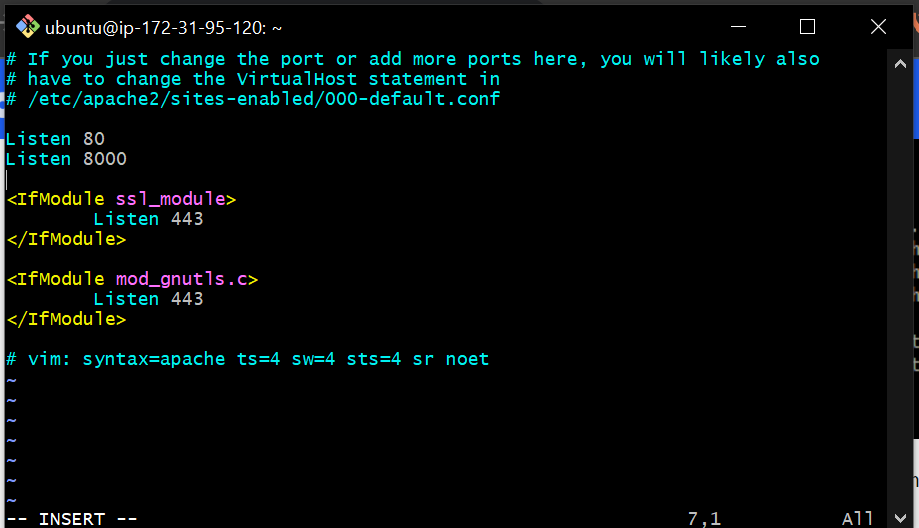 ubuntu@ip-172-31-95-120: ~
# If you just change the port or add more ports here, you will likely also
# have to change the VirtualHost statement in
# /etc/apache2/sites-enabled/000-default.conf

Listen 80
Listen 8000

<IfModule ssl_module>
        Listen 443
</IfModule>

<IfModule mod_gnutls.c>
        Listen 443
</IfModule>

# vim: syntax=apache ts=4 sw=4 sts=4 sr noet
~
~
~
~
~
~
~
-- INSERT -- 7,1 All